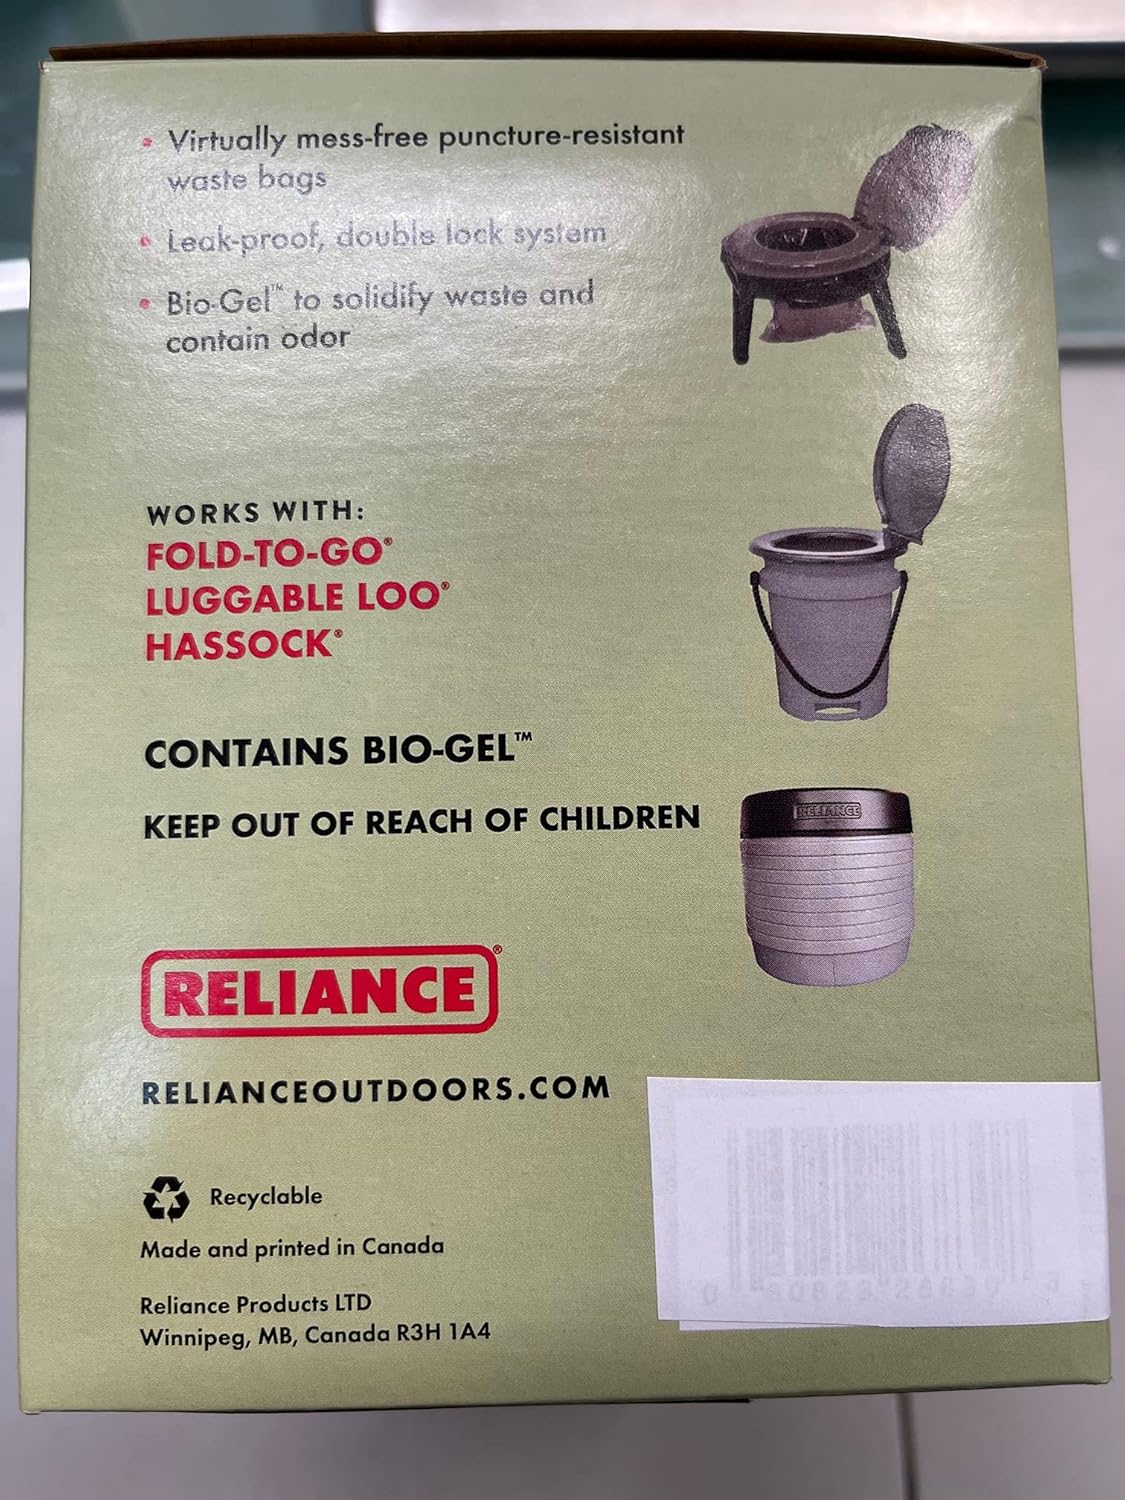 • Virtually mess-free puncture-resistant
waste bags
• Leak-proof, double lock system
• Bio-Gel™ to solidify waste and
contain odor
WORKS WITH:
FOLD-TO-GO®
LUGGABLE LOO®
HASSOCK®
CONTAINS BIO-GEL™
KEEP OUT OF REACH OF CHILDREN
RELIANCE
RELIANCE®
RELIANCEOUTDOORS.COM
Recyclable
Made and printed in Canada
Reliance Products LTD
Winnipeg, MB, Canada R3H 1A4